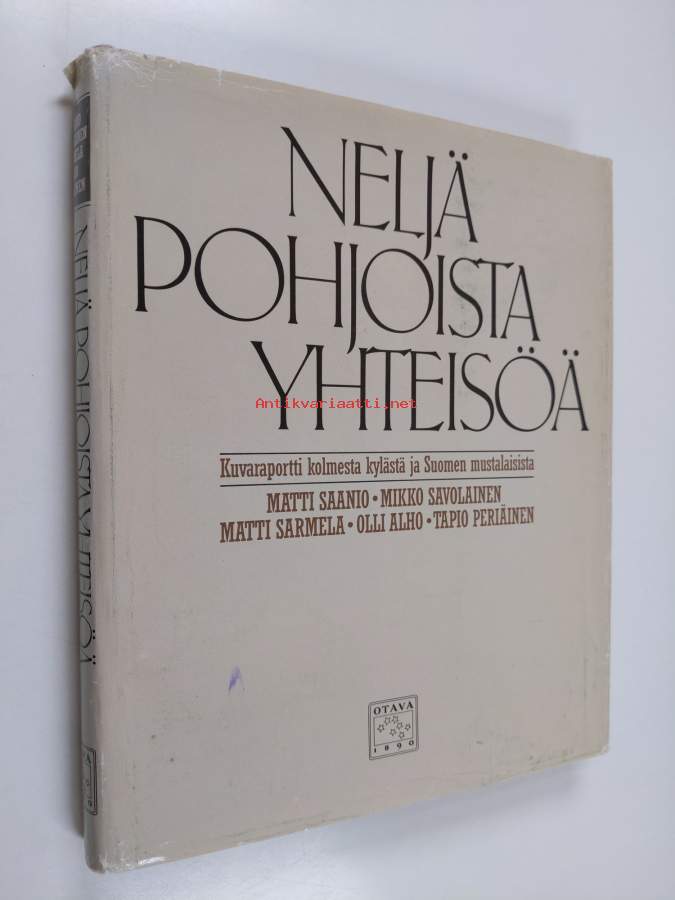 NELJÄ
POHJOISTA
YHTEISÖÄ
Antikvariaatti.net
Kuvaraportti kolmesta kylästä ja Suomen mustalaisista
MATTI SAANIO • MIKKO SAVOLAINEN
MATTI SARMELA • OLLI ALHO • TAPIO PERIÄINEN
OTAVA
1890
NELJÄ POHJOISTA YHTEISÖÄ